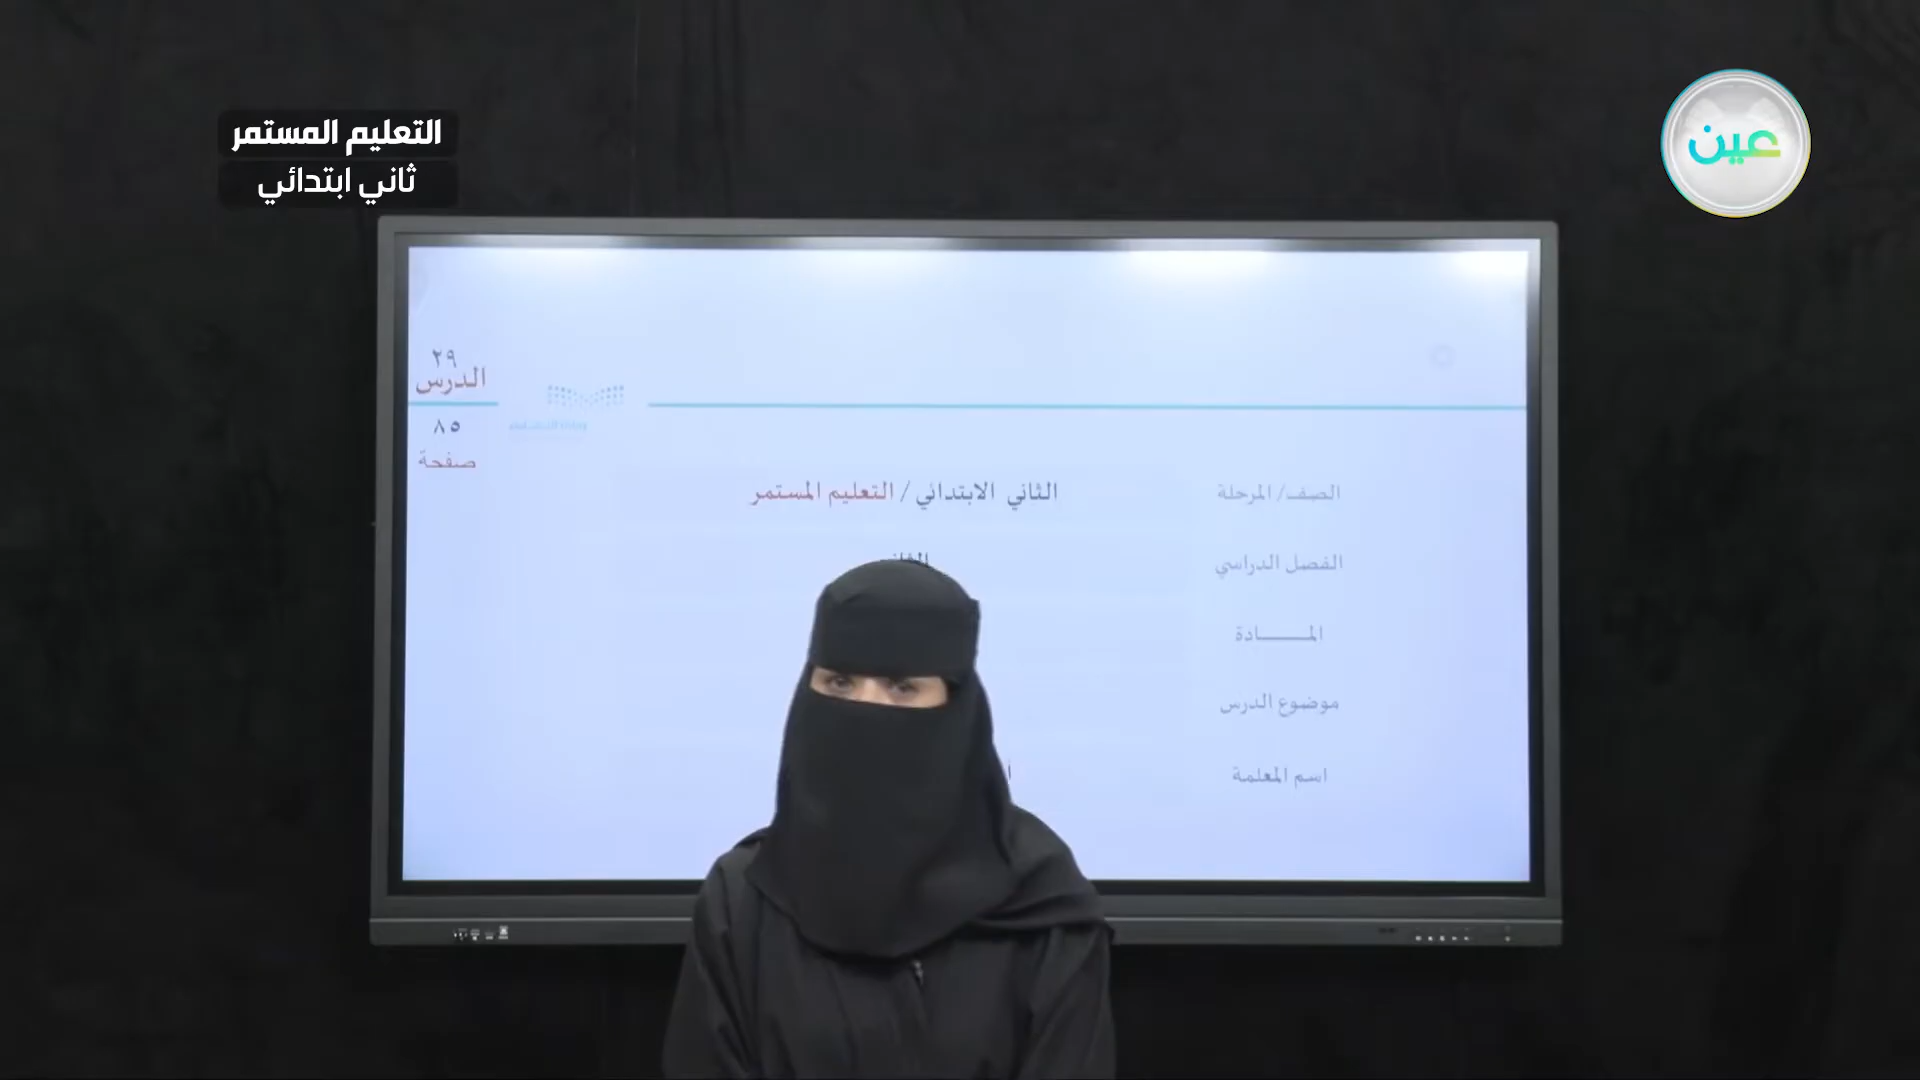 التعليم المستمر
ثاني ابتدائي
عين
٢٩
الدرس
٨٥
صفحة
الصف/ المرحلة
الثاني الابتدائي / التعليم المستمر
الفصل الدراسي
المـــــادة
موضوع الدرس
اسم المعلمة